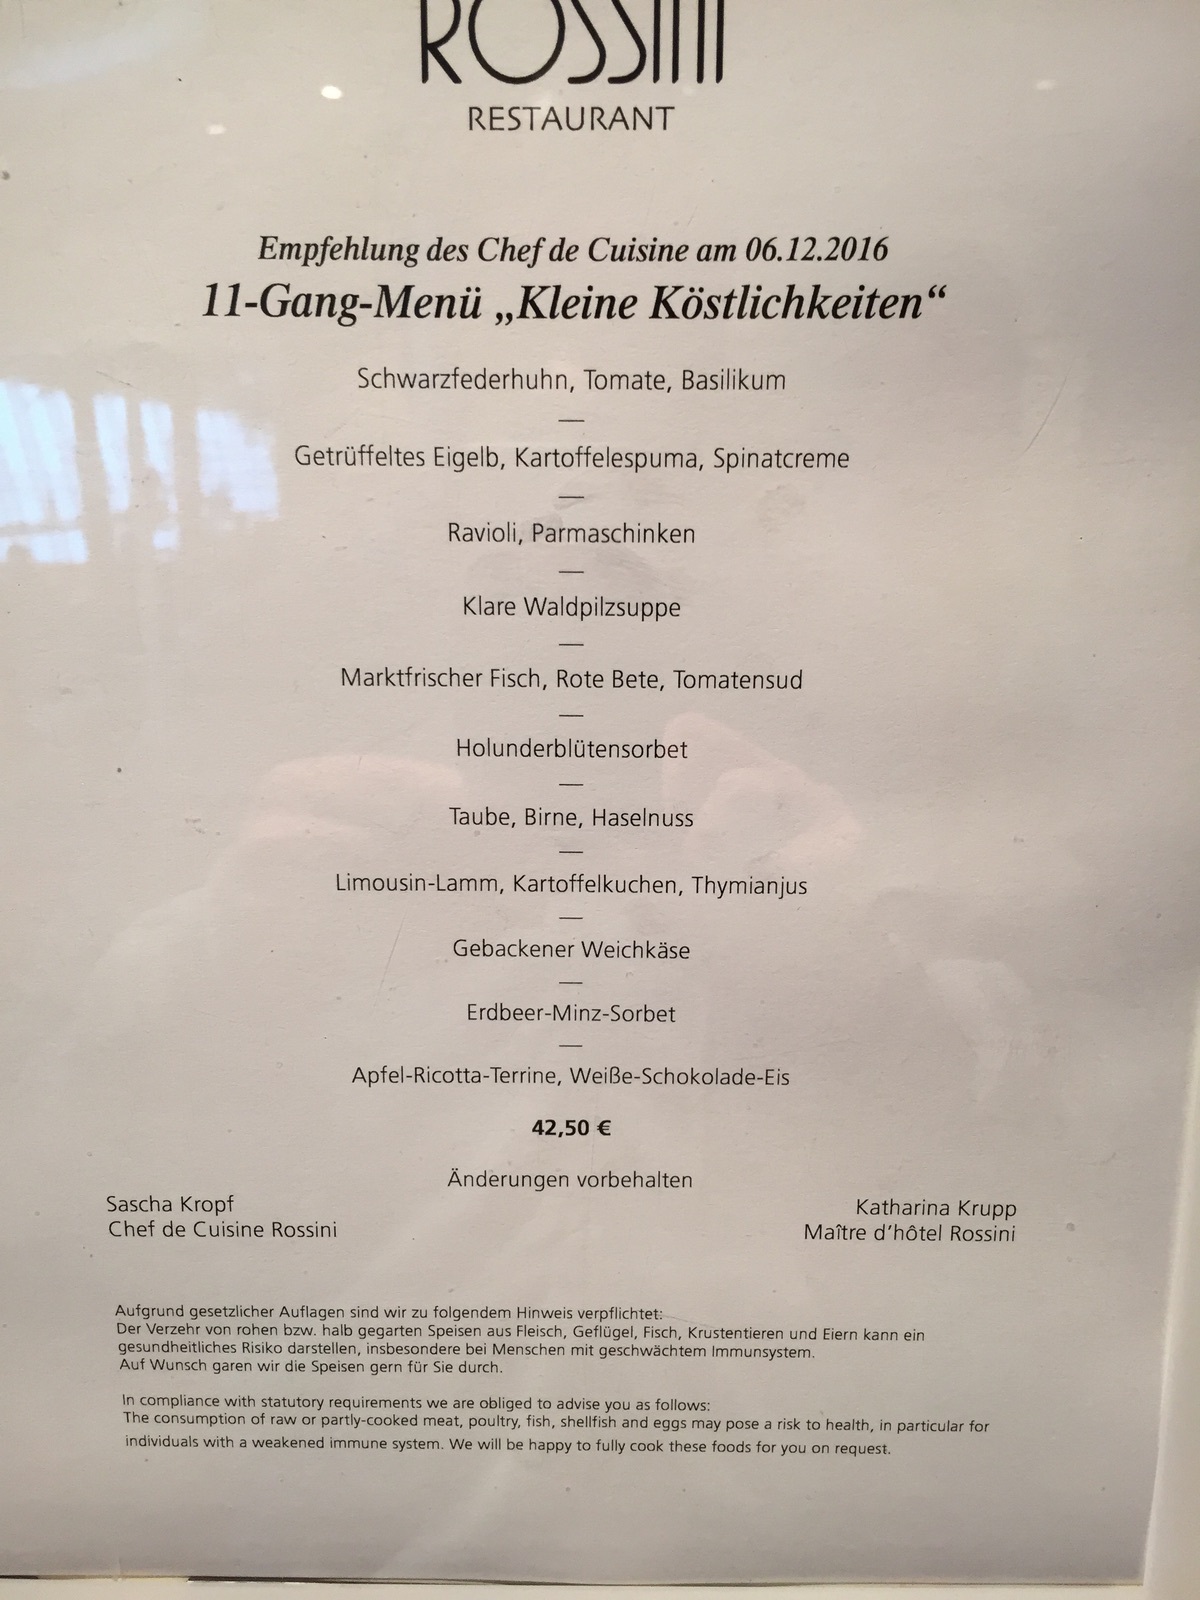 ROSSINI
RESTAURANT
Empfehlung des Chef de Cuisine am 06.12.2016
11-Gang-Menü „Kleine Köstlichkeiten“
Schwarzfederhuhn, Tomate, Basilikum
—
Getrüffeltes Eigelb, Kartoffelespuma, Spinatcreme
—
Ravioli, Parmaschinken
—
Klare Waldpilzsuppe
—
Marktfrischer Fisch, Rote Bete, Tomatensud
—
Holunderblütensorbet
—
Taube, Birne, Haselnuss
—
Limousin-Lamm, Kartoffelkuchen, Thymianjus
—
Gebackener Weichkäse
—
Erdbeer-Minz-Sorbet
—
Apfel-Ricotta-Terrine, Weiße-Schokolade-Eis
42,50 €
Änderungen vorbehalten
Sascha Kropf
Chef de Cuisine Rossini
Katharina Krupp
Maître d'hôtel Rossini
Aufgrund gesetzlicher Auflagen sind wir zu folgendem Hinweis verpflichtet:
Der Verzehr von rohen bzw. halb gegarten Speisen aus Fleisch, Geflügel, Fisch, Krustentieren und Eiern kann ein
gesundheitliches Risiko darstellen, insbesondere bei Menschen mit geschwächtem Immunsystem.
Auf Wunsch garen wir die Speisen gern für Sie durch.
In compliance with statutory requirements we are obliged to advise you as follows:
The consumption of raw or partly-cooked meat, poultry, fish, shellfish and eggs may pose a risk to health, in particular for
individuals with a weakened immune system. We will be happy to fully cook these foods for you on request.